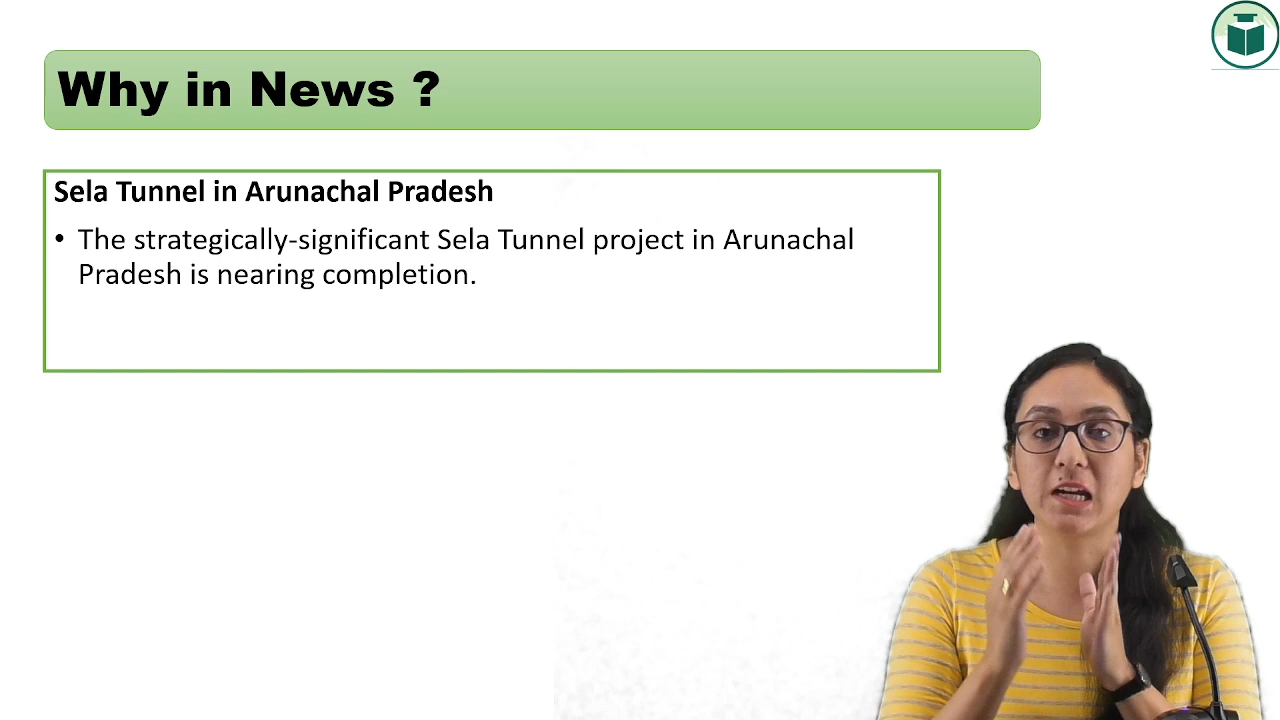 Why in News ?
Sela Tunnel in Arunachal Pradesh
• The strategically-significant Sela Tunnel project in Arunachal
Pradesh is nearing completion.